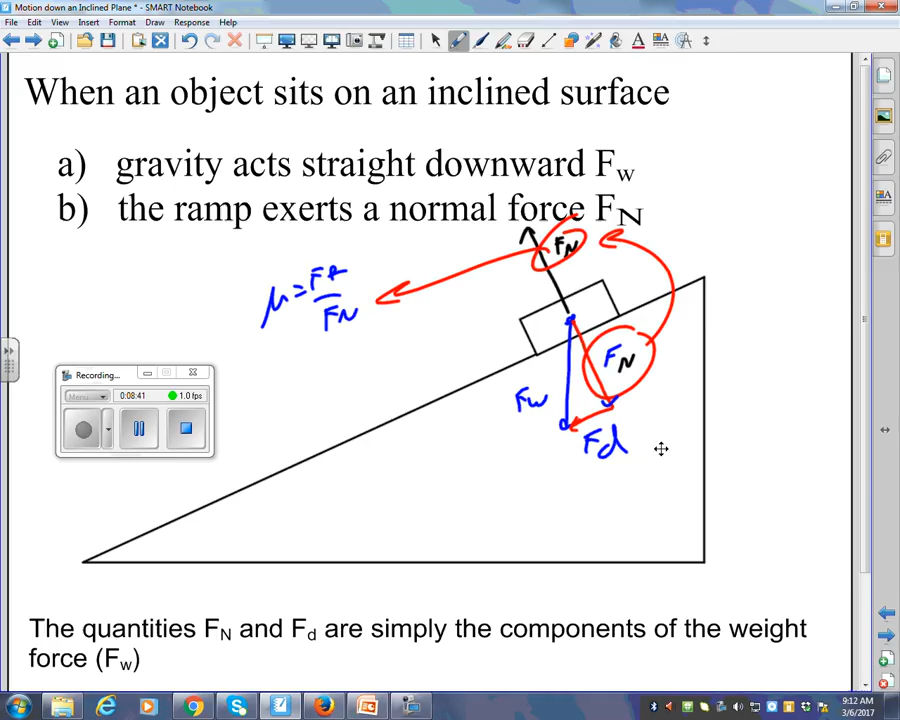 Motion down an Inclined Plane * - SMART Notebook
File Edit View Insert Format Draw Response Help
When an object sits on an inclined surface
a) gravity acts straight downward Fw
b) the ramp exerts a normal force FN
FN
μ = Ff
FN
FN
Fw
Fd
Recording...
Menu 0:08:41 1.0 fps
The quantities FN and Fd are simply the components of the weight
force (Fw)
9:12 AM
3/6/2017